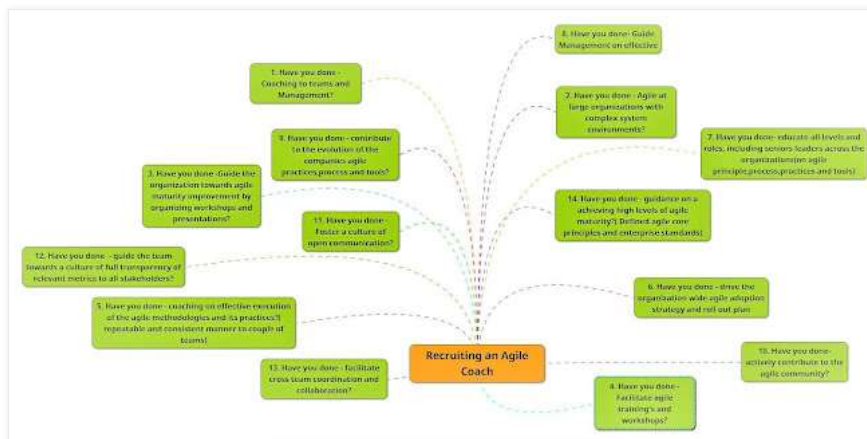 8. Have you done- Guide
Management on effective
1. Have you done -
Coaching to teams and
Management?
2. Have you done - Agile at
large organizations with
complex system
environments?
9. Have you done - contribute
to the evolution of the
companies agile
practices,process and tools?
7. Have you done- educate all levels and
roles, including seniors leaders across the
organization(on agile
principle,process,practices and tools)
3. Have you done -Guide the
organization towards agile
maturity improvement by
organizing workshops and
presentations?
14. Have you done - guidance on a
achieving high levels of agile
maturity?( Defined agile core
principles and enterprise standards)
11. Have you done -
Foster a culture of
open communication?
12. Have you done - guide the team
towards a culture of full transparency of
relevant metrics to all stakeholders?
6. Have you done - drive the
organization wide agile adoption
strategy and roll out plan
5. Have you done - coaching on effective execution
of the agile methodologies and its practices?(
repeatable and consistent manner to couple of
teams)
Recruiting an Agile
Coach
10. Have you done-
actively contribute to the
agile community?
13. Have you done - facilitate
cross team coordination and
collaboration?
4. Have you done -
Facilitate agile
training's and
workshops?